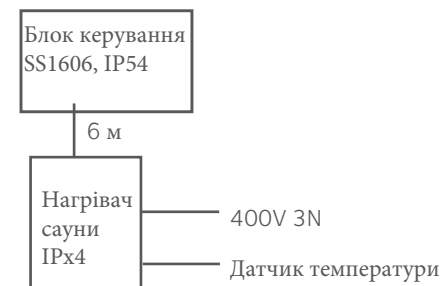 Блок керування
SS1606, IP54
6 м
Нагрівач
сауни
IPx4
400V 3N
Датчик температури